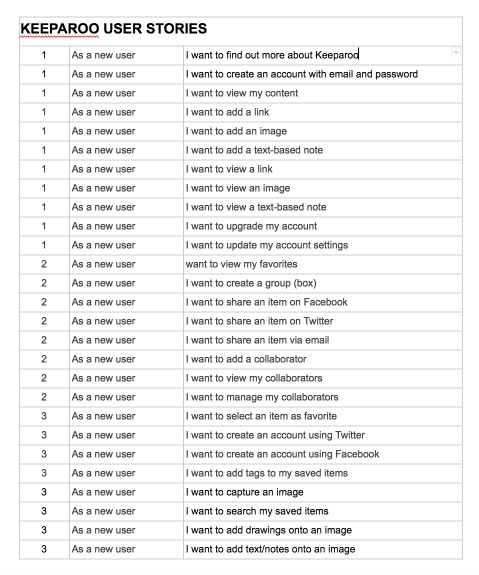 KEEPAROO USER STORIES
1 As a new user I want to find out more about Keeparoo
1 As a new user I want to create an account with email and password
1 As a new user I want to view my content
1 As a new user I want to add a link
1 As a new user I want to add an image
1 As a new user I want to add a text-based note
1 As a new user I want to view a link
1 As a new user I want to view an image
1 As a new user I want to view a text-based note
1 As a new user I want to upgrade my account
1 As a new user I want to update my account settings
2 As a new user want to view my favorites
2 As a new user I want to create a group (box)
2 As a new user I want to share an item on Facebook
2 As a new user I want to share an item on Twitter
2 As a new user I want to share an item via email
2 As a new user I want to add a collaborator
2 As a new user I want to view my collaborators
2 As a new user I want to manage my collaborators
3 As a new user I want to select an item as favorite
3 As a new user I want to create an account using Twitter
3 As a new user I want to create an account using Facebook
3 As a new user I want to add tags to my saved items
3 As a new user I want to capture an image
3 As a new user I want to search my saved items
3 As a new user I want to add drawings onto an image
3 As a new user I want to add text/notes onto an image